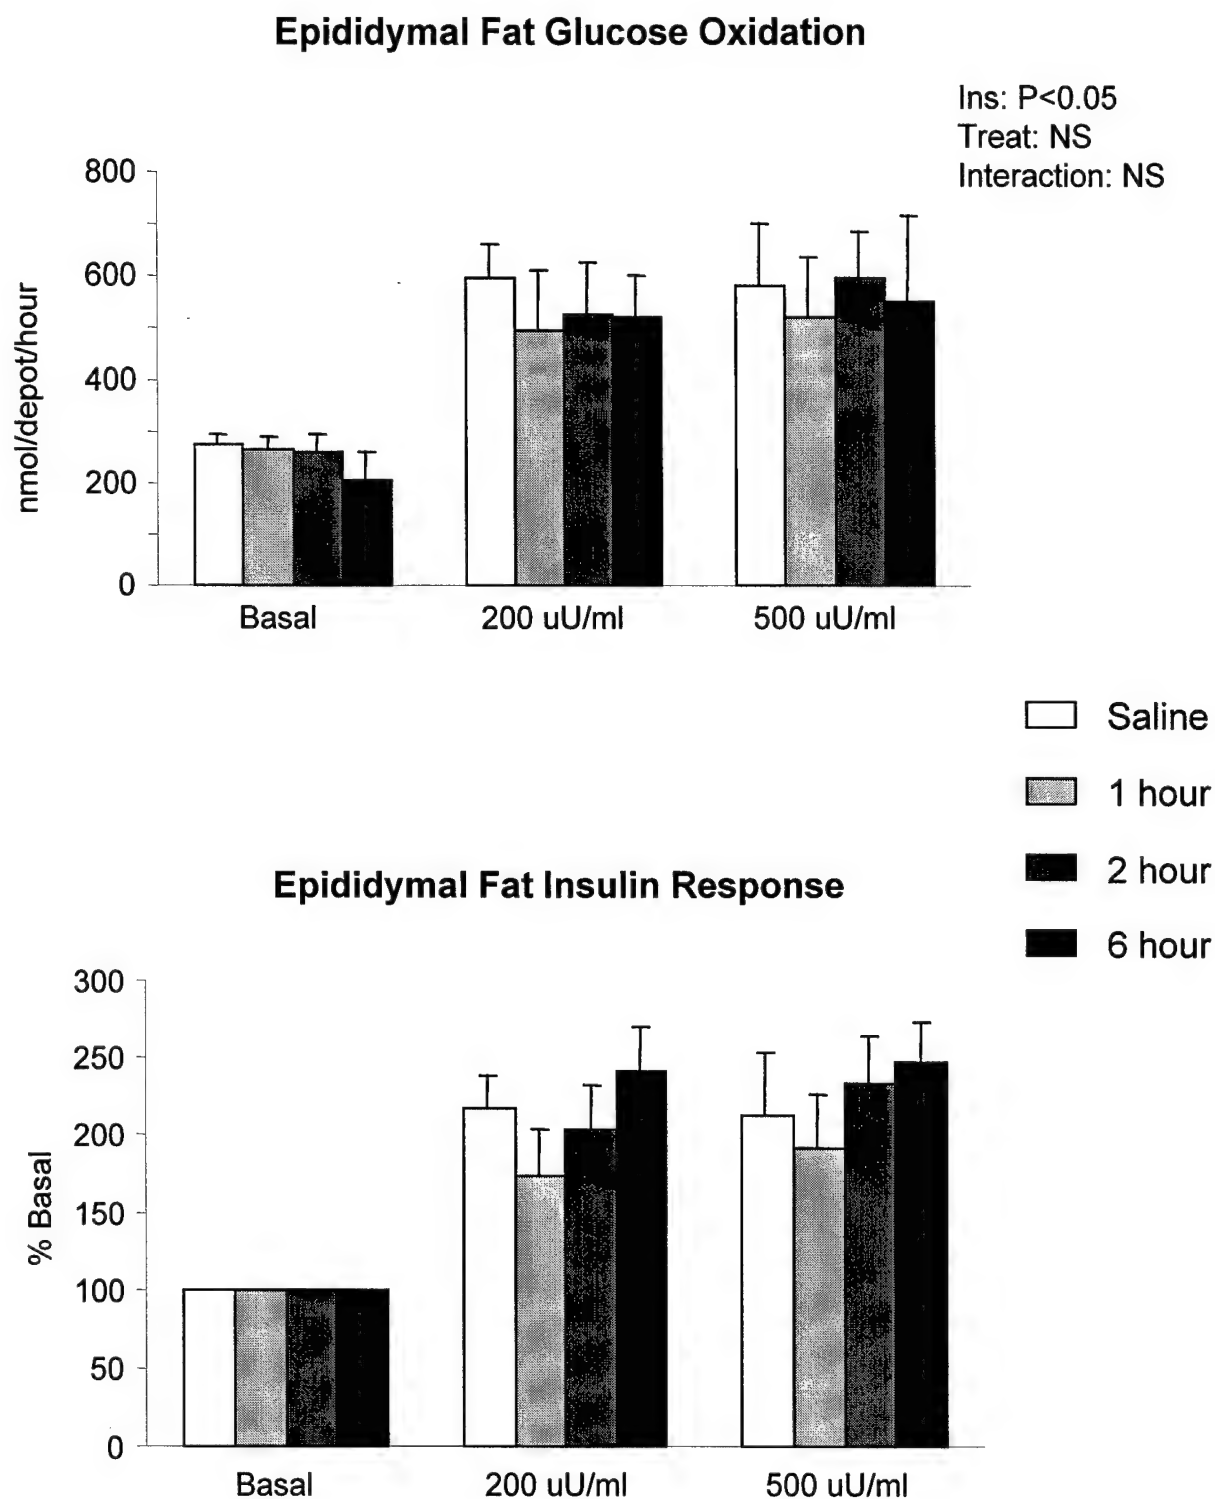 Epididymal Fat Glucose Oxidation
Ins: P<0.05
Treat: NS
Interaction: NS
800
600
400
200
0
nmol/depot/hour
Basal
200 uU/ml
500 uU/ml
Saline
1 hour
2 hour
6 hour
Epididymal Fat Insulin Response
300
250
200
150
100
50
0
% Basal
Basal
200 uU/ml
500 uU/ml